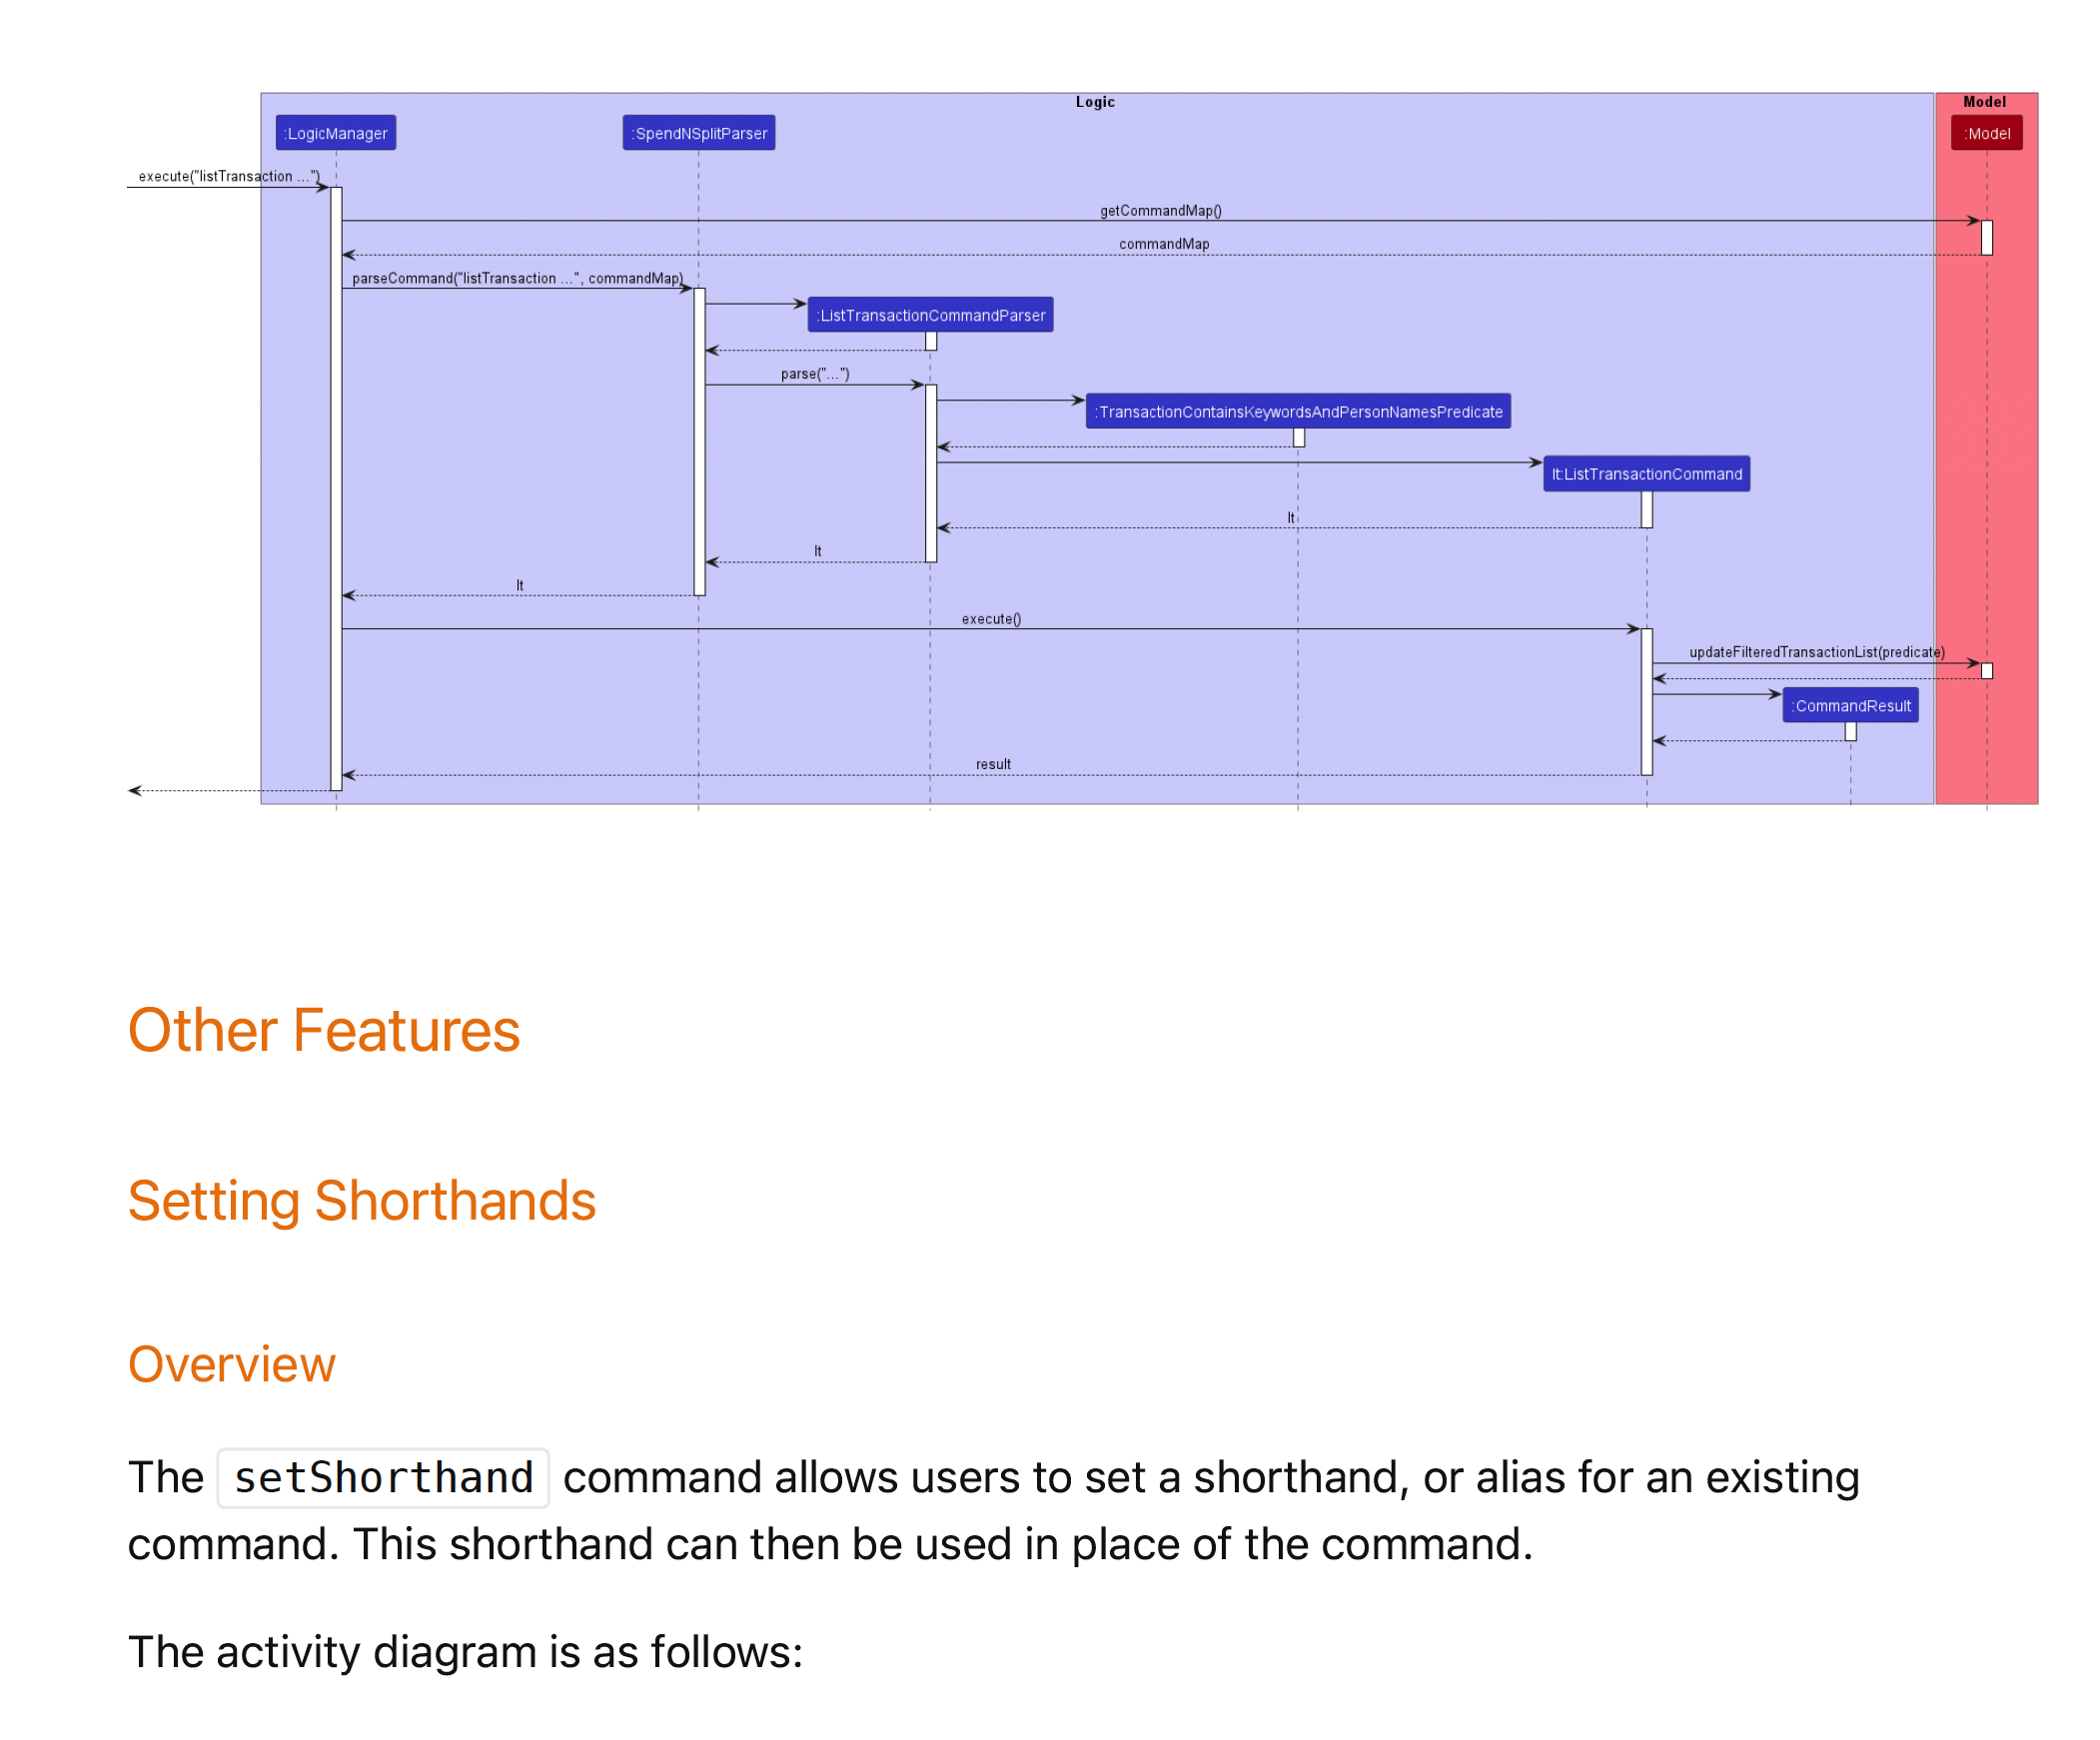 Logic
Model
:LogicManager
:SpendNSplitParser
:Model
execute("listTransaction ...")
getCommandMap()
commandMap
parseCommand("listTransaction ...", commandMap)
:ListTransactionCommandParser
parse("...")
:TransactionContainsKeywordsAndPersonNamesPredicate
lt:ListTransactionCommand
lt
lt
lt
execute()
updateFilteredTransactionList(predicate)
:CommandResult
result
Other Features
Setting Shorthands
Overview
The setShorthand command allows users to set a shorthand, or alias for an existing
command. This shorthand can then be used in place of the command.
The activity diagram is as follows: